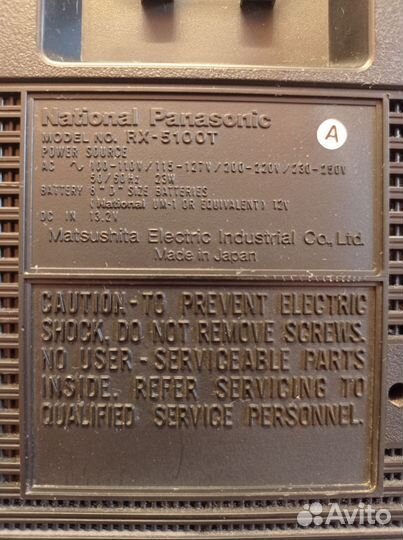 National Panasonic
MODEL NO. RX-5100T
POWER SOURCE
AC ~ 100-110V/115-127V/200-220V/230-250V
50/60Hz 25W
BATTERY 8 "D" SIZE BATTERIES
(National UM-1 OR EQUIVALENT) 12V
DC IN 13.2V
Matsushita Electric Industrial Co., Ltd.
Made in Japan
A
CAUTION-TO PREVENT ELECTRIC
SHOCK, DO NOT REMOVE SCREWS.
NO USER-SERVICEABLE PARTS
INSIDE. REFER SERVICING TO
QUALIFIED SERVICE PERSONNEL.
Avito